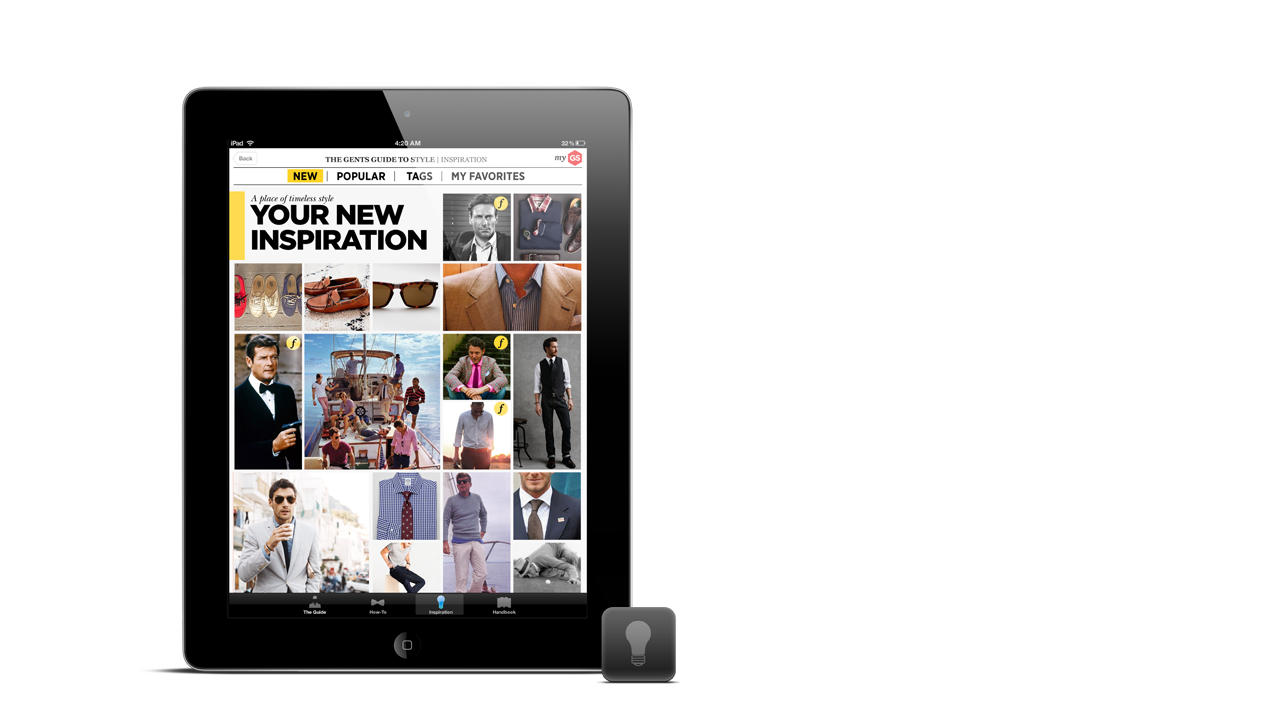 iPad 4:20 AM 32%
Back THE GENTS GUIDE TO STYLE | INSPIRATION my GS
NEW | POPULAR | TAGS | MY FAVORITES
A place of timeless style
YOUR NEW
INSPIRATION
f
f
f
f
The Guide How-To Inspiration Handbook